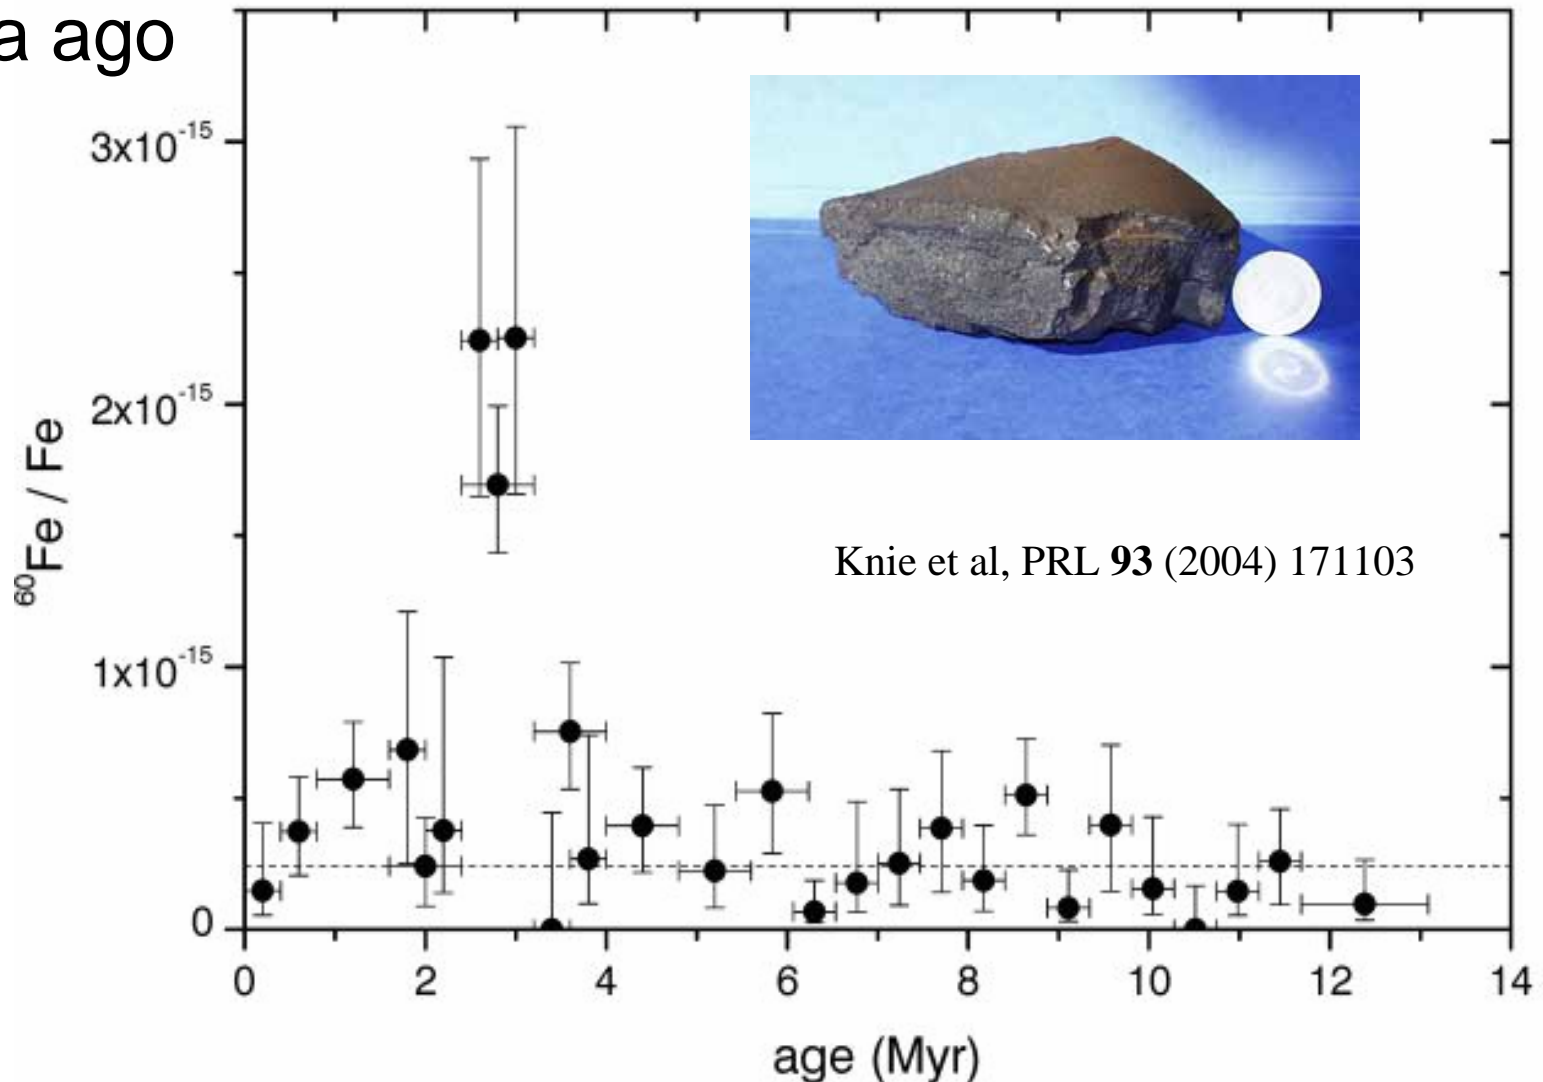 a ago
3x10⁻¹⁵
2x10⁻¹⁵
1x10⁻¹⁵
0
⁶⁰Fe / Fe
Knie et al, PRL 93 (2004) 171103
0 2 4 6 8 10 12 14
age (Myr)